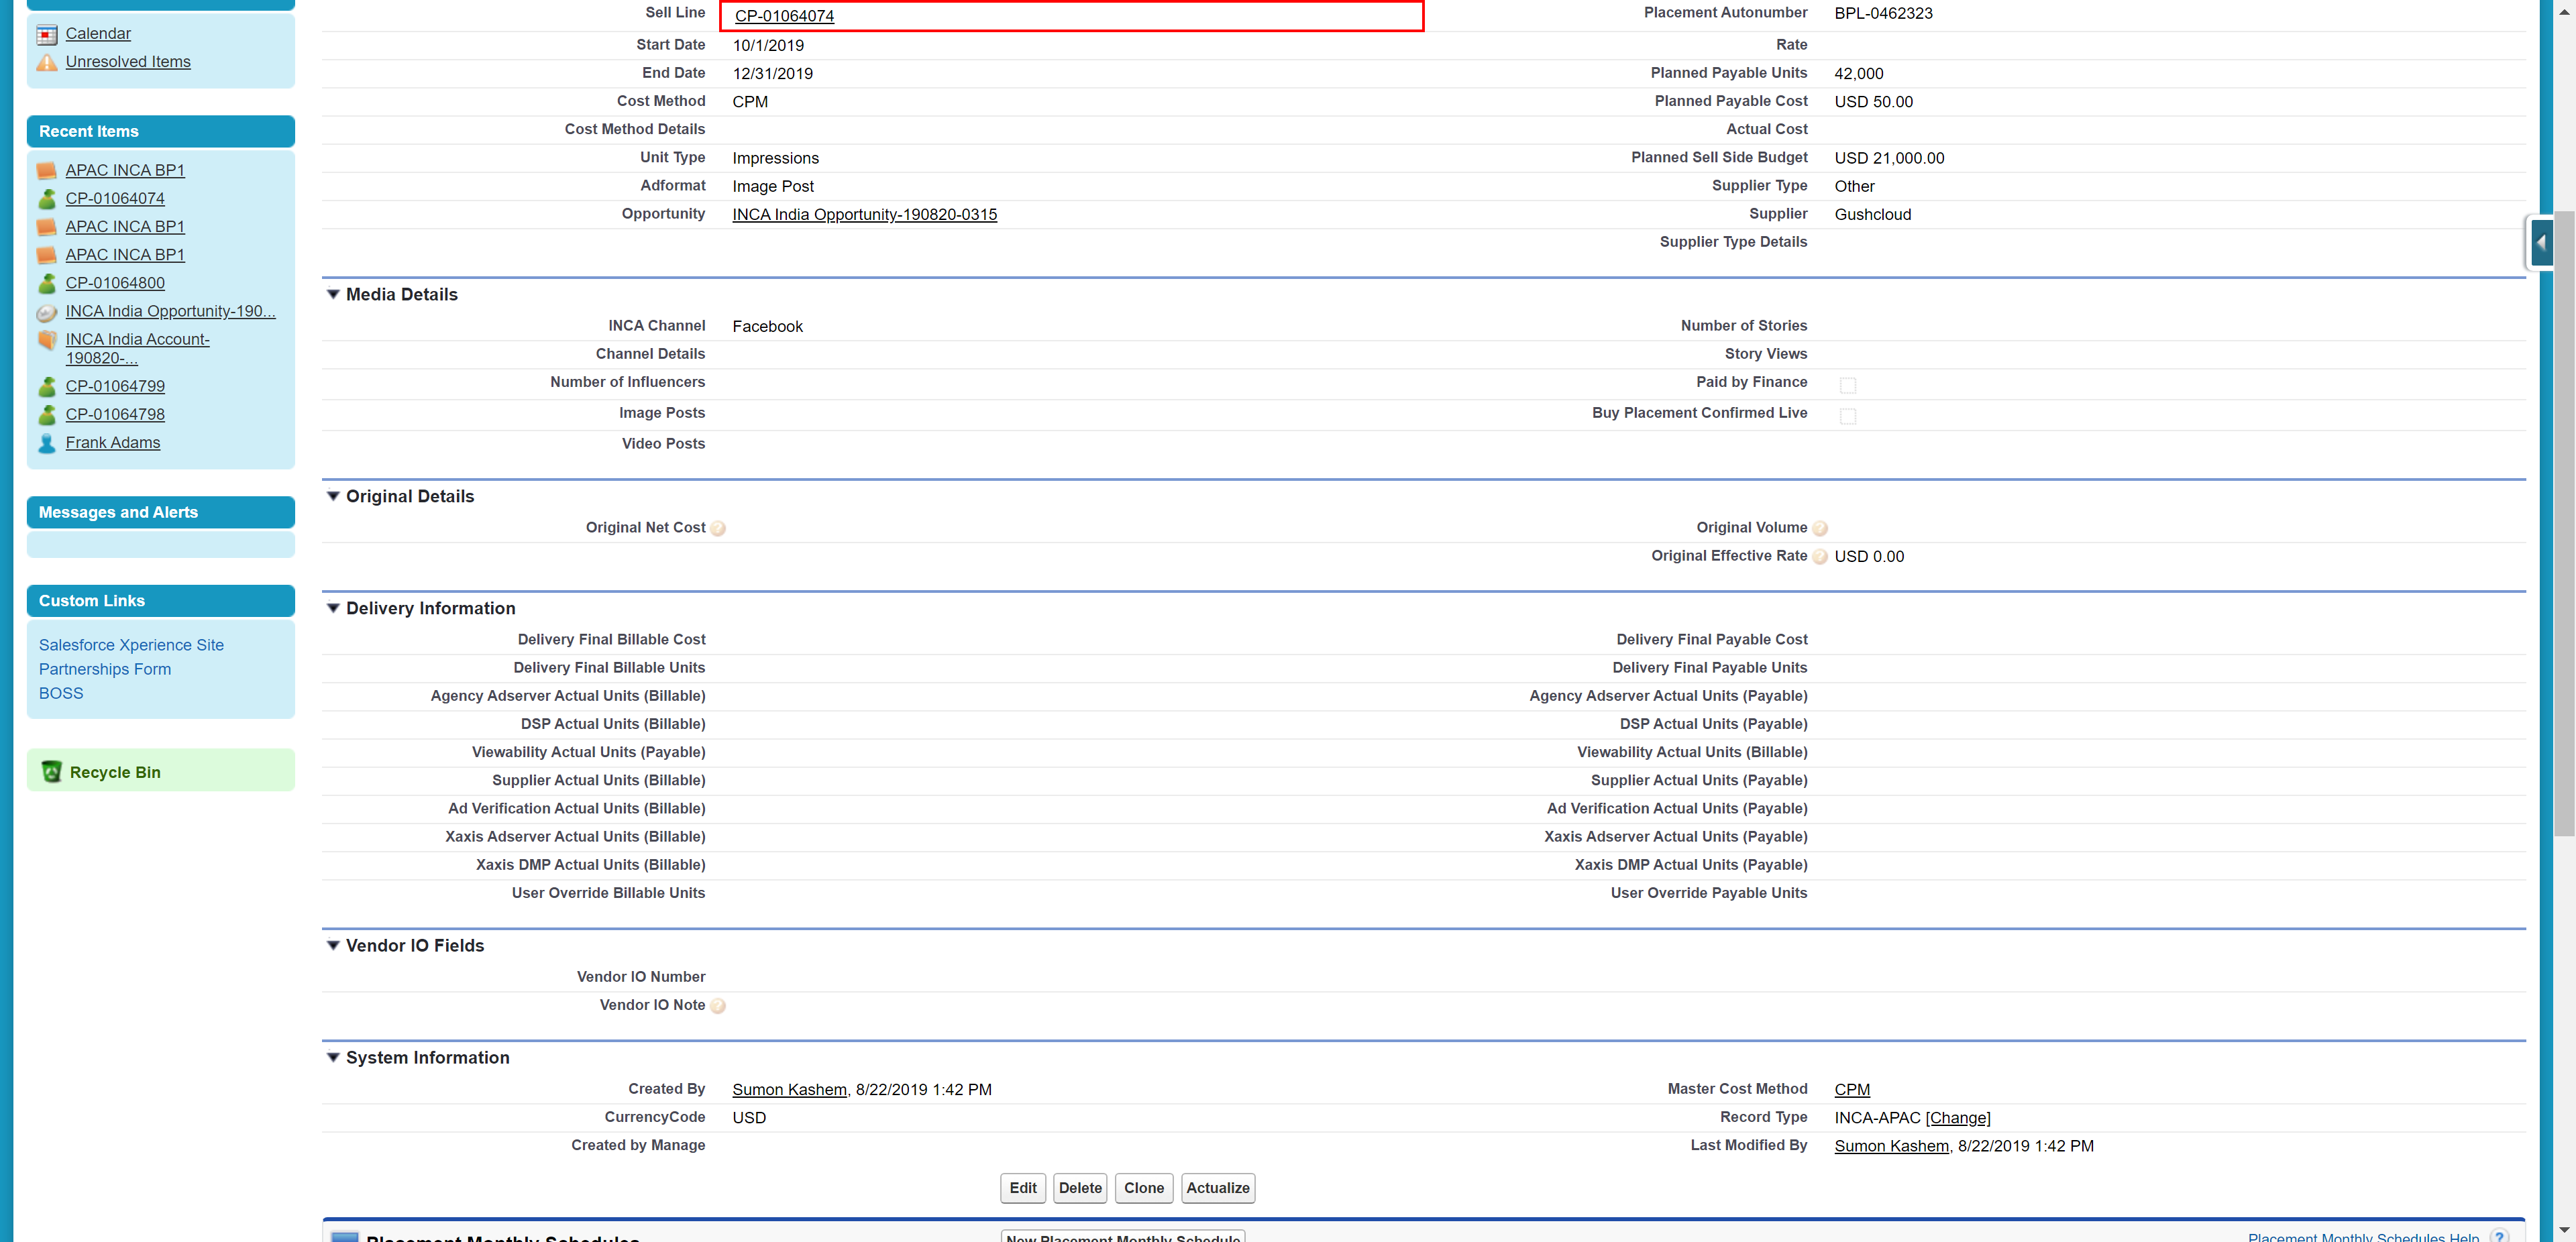 Calendar
Unresolved Items
Recent Items
APAC INCA BP1
CP-01064074
APAC INCA BP1
APAC INCA BP1
CP-01064800
INCA India Opportunity-190...
INCA India Account-
190820-...
CP-01064799
CP-01064798
Frank Adams
Messages and Alerts
Custom Links
Salesforce Xperience Site
Partnerships Form
BOSS
Recycle Bin
Sell Line CP-01064074 Placement Autonumber BPL-0462323
Start Date 10/1/2019 Rate
End Date 12/31/2019 Planned Payable Units 42,000
Cost Method CPM Planned Payable Cost USD 50.00
Cost Method Details Actual Cost
Unit Type Impressions Planned Sell Side Budget USD 21,000.00
Adformat Image Post Supplier Type Other
Opportunity INCA India Opportunity-190820-0315 Supplier Gushcloud
Supplier Type Details
Media Details
INCA Channel Facebook Number of Stories
Channel Details Story Views
Number of Influencers Paid by Finance
Image Posts Buy Placement Confirmed Live
Video Posts
Original Details
Original Net Cost ? Original Volume ?
Original Effective Rate ? USD 0.00
Delivery Information
Delivery Final Billable Cost Delivery Final Payable Cost
Delivery Final Billable Units Delivery Final Payable Units
Agency Adserver Actual Units (Billable) Agency Adserver Actual Units (Payable)
DSP Actual Units (Billable) DSP Actual Units (Payable)
Viewability Actual Units (Payable) Viewability Actual Units (Billable)
Supplier Actual Units (Billable) Supplier Actual Units (Payable)
Ad Verification Actual Units (Billable) Ad Verification Actual Units (Payable)
Xaxis Adserver Actual Units (Billable) Xaxis Adserver Actual Units (Payable)
Xaxis DMP Actual Units (Billable) Xaxis DMP Actual Units (Payable)
User Override Billable Units User Override Payable Units
Vendor IO Fields
Vendor IO Number
Vendor IO Note ?
System Information
Created By Sumon Kashem, 8/22/2019 1:42 PM Master Cost Method CPM
CurrencyCode USD Record Type INCA-APAC [Change]
Created by Manage Last Modified By Sumon Kashem, 8/22/2019 1:42 PM
Edit Delete Clone Actualize
Placement Monthly Schedules New Placement Monthly Schedule Placement Monthly Schedules Help ?